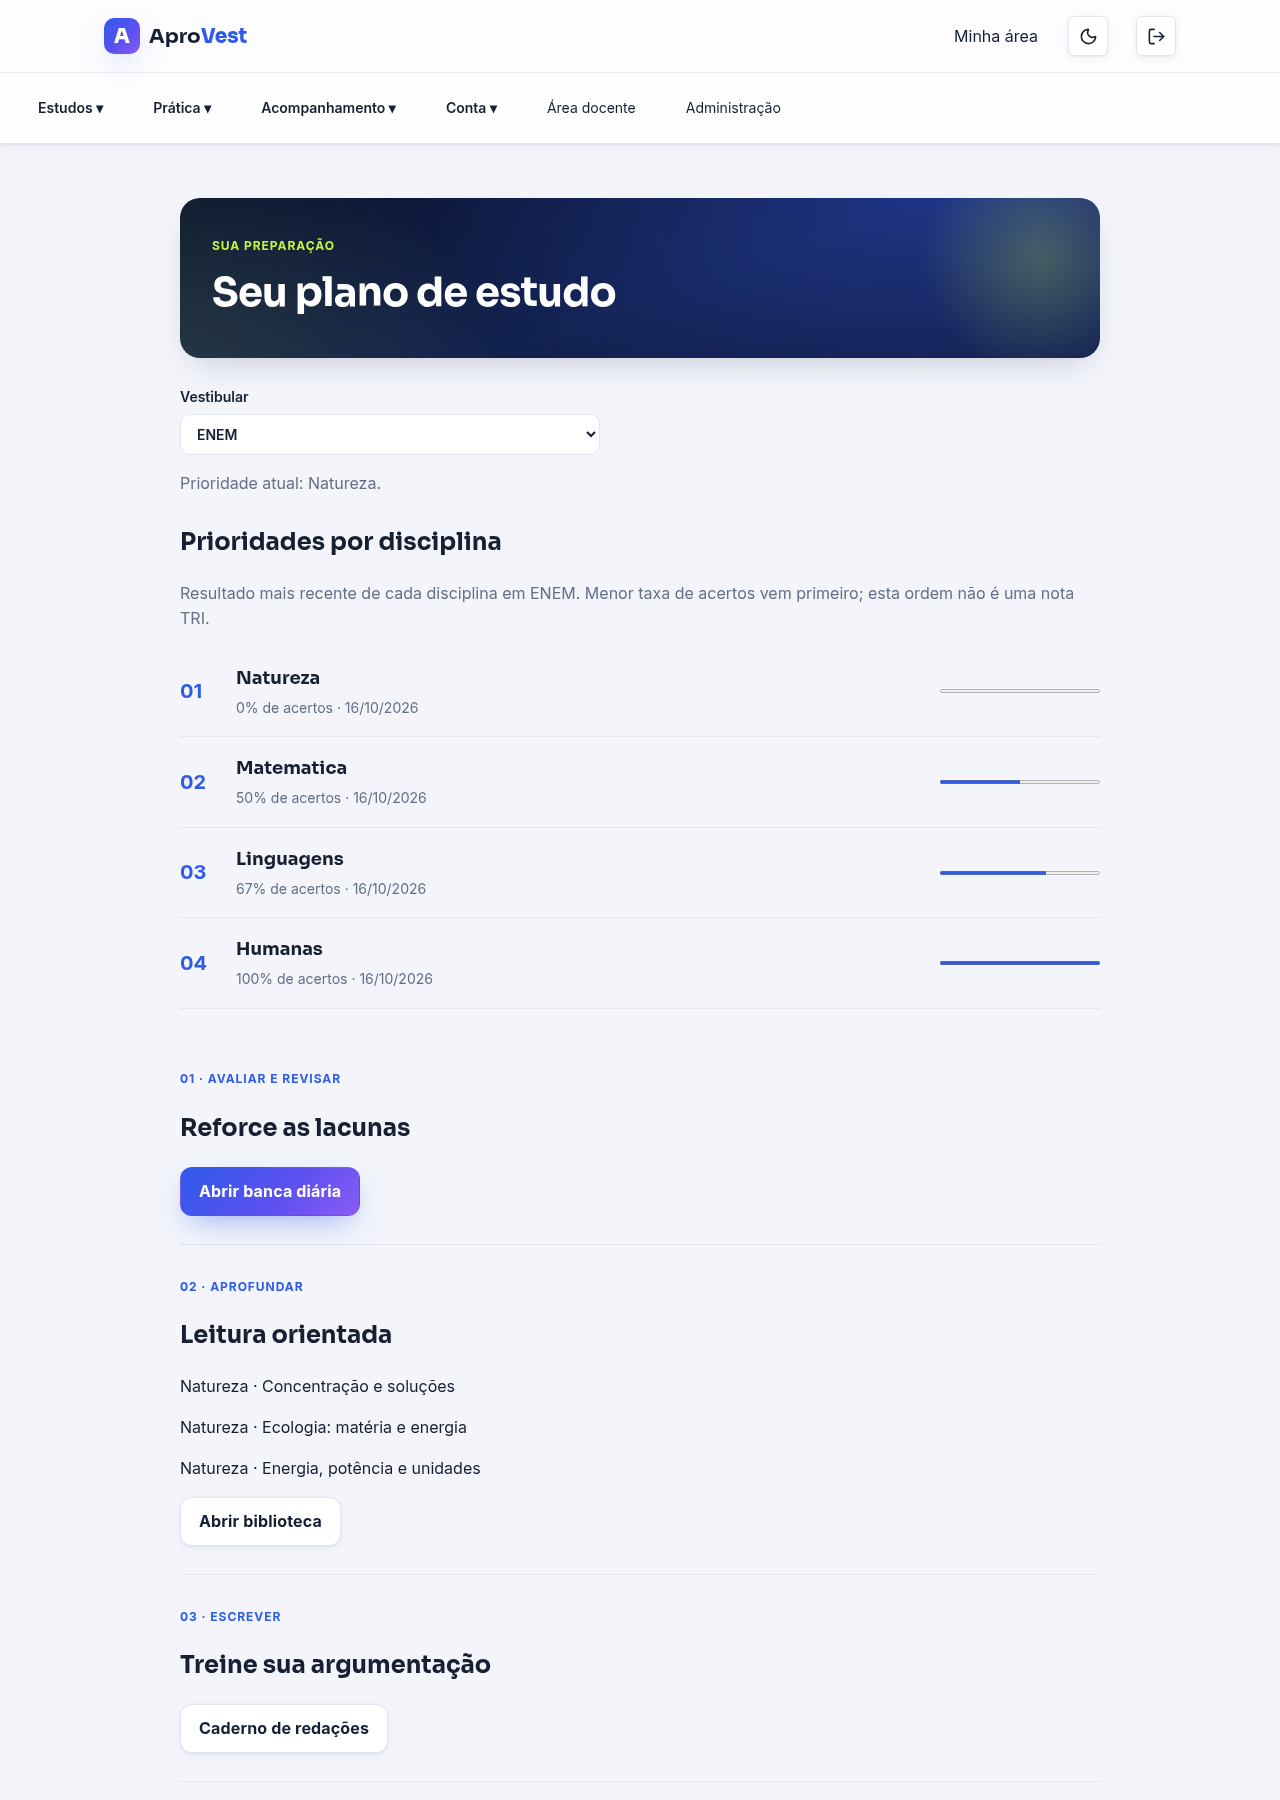 A AproVest
Minha área
Estudos ▾
Prática ▾
Acompanhamento ▾
Conta ▾
Área docente
Administração
SUA PREPARAÇÃO
Seu plano de estudo
Vestibular
ENEM
Prioridade atual: Natureza.
Prioridades por disciplina
Resultado mais recente de cada disciplina em ENEM. Menor taxa de acertos vem primeiro; esta ordem não é uma nota
TRI.
01
Natureza
0% de acertos · 16/10/2026
02
Matematica
50% de acertos · 16/10/2026
03
Linguagens
67% de acertos · 16/10/2026
04
Humanas
100% de acertos · 16/10/2026
01 · AVALIAR E REVISAR
Reforce as lacunas
Abrir banca diária
02 · APROFUNDAR
Leitura orientada
Natureza · Concentração e soluções
Natureza · Ecologia: matéria e energia
Natureza · Energia, potência e unidades
Abrir biblioteca
03 · ESCREVER
Treine sua argumentação
Caderno de redações